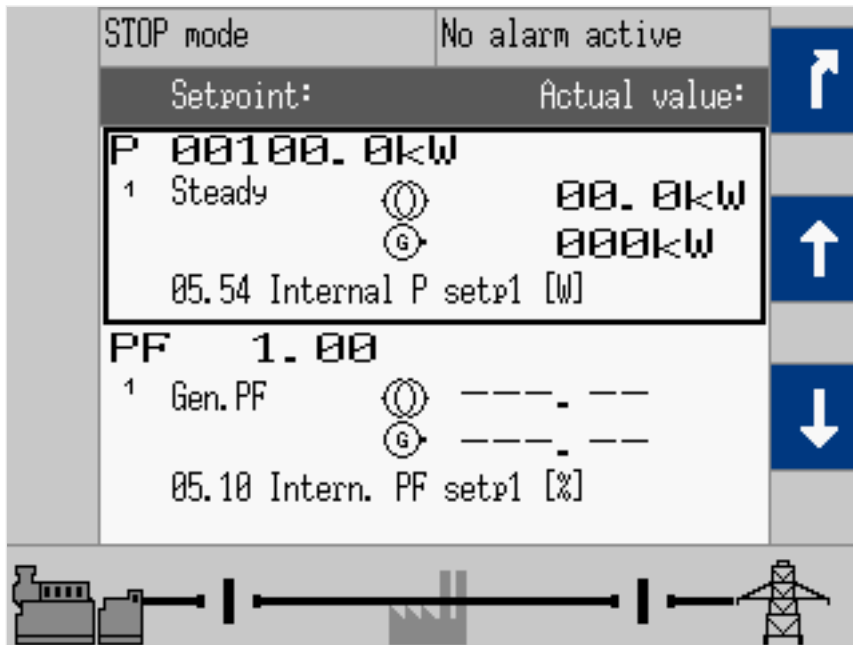 STOP mode No alarm active
Setpoint: Actual value:
P 00100.0kW
1 Steady 00.0kW
G 000kW
05.54 Internal P setp1 [W]
PF 1.00
1 Gen.PF ---.--
G ---.--
05.10 Intern. PF setp1 [%]